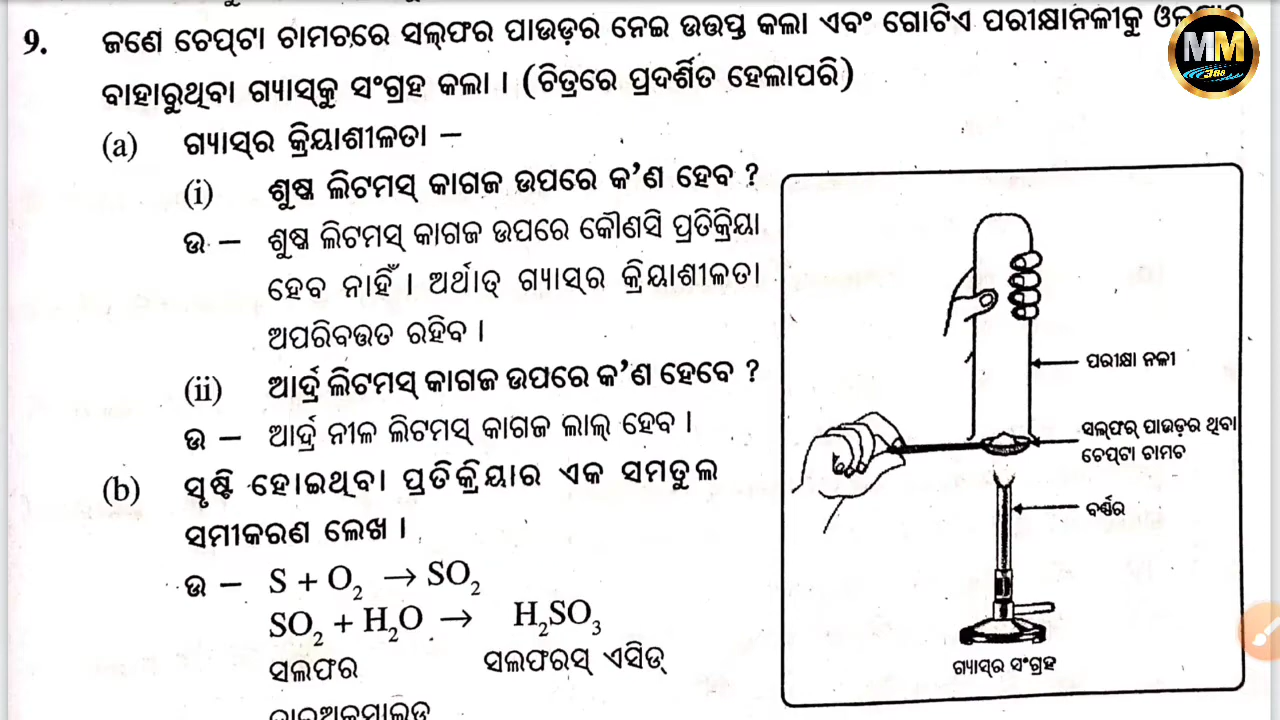 9. ଜଣେ ଚେପ୍‌ଟା ଚାମଚରେ ସଲ୍‌ଫର ପାଉଡ଼ର ନେଇ ଉତ୍ତପ୍ତ କଲା ଏବଂ ଗୋଟିଏ ପରୀକ୍ଷାନଳୀକୁ
ବାହାରୁଥିବା ଗ୍ୟାସ୍‌କୁ ସଂଗ୍ରହ କଲା । (ଚିତ୍ରରେ ପ୍ରଦର୍ଶିତ ହେଲାପରି)
(a) ଗ୍ୟାସ୍‌ର କ୍ରିୟାଶୀଳତା –
(i) ଶୁଷ୍କ ଲିଟମସ୍ କାଗଜ ଉପରେ କ'ଣ ହେବ ?
ଉ – ଶୁଷ୍କ ଲିଟମସ୍ କାଗଜ ଉପରେ କୌଣସି ପ୍ରତିକ୍ରିୟା
ହେବ ନାହିଁ । ଅର୍ଥାତ୍ ଗ୍ୟାସ୍‌ର କ୍ରିୟାଶୀଳତା
ଅପରିବର୍ତ୍ତିତ ରହିବ ।
(ii) ଆର୍ଦ୍ର ଲିଟମସ୍ କାଗଜ ଉପରେ କ'ଣ ହେବେ ?
ଉ – ଆର୍ଦ୍ର ନୀଳ ଲିଟମସ୍ କାଗଜ ଲାଲ୍ ହେବ ।
(b) ସୃଷ୍ଟି ହୋଇଥିବା ପ୍ରତିକ୍ରିୟାର ଏକ ସମତୁଲ
ସମୀକରଣ ଲେଖ ।
ଉ – S + O₂ → SO₂
SO₂ + H₂O → H₂SO₃
ସଲଫର ସଲଫରସ୍ ଏସିଡ୍
ପରୀକ୍ଷା ନଳୀ
ସଲ୍‌ଫର୍ ପାଉଡ଼ର ଥିବା
ଚେପ୍‌ଟା ଚାମଚ
ବର୍ଣ୍ଣର
ଗ୍ୟାସ୍‌ର ସଂଗ୍ରହ
MM
360